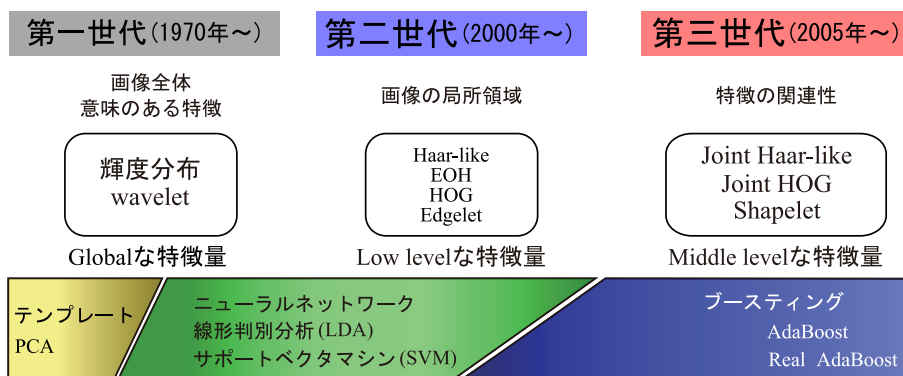 第一世代(1970年～)
画像全体
意味のある特徴
輝度分布
wavelet
Globalな特徴量
第二世代(2000年～)
画像の局所領域
Haar-like
EOH
HOG
Edgelet
Low levelな特徴量
第三世代(2005年～)
特徴の関連性
Joint Haar-like
Joint HOG
Shapelet
Middle levelな特徴量
テンプレート
PCA
ニューラルネットワーク
線形判別分析(LDA)
サポートベクタマシン(SVM)
ブースティング
AdaBoost
Real AdaBoost